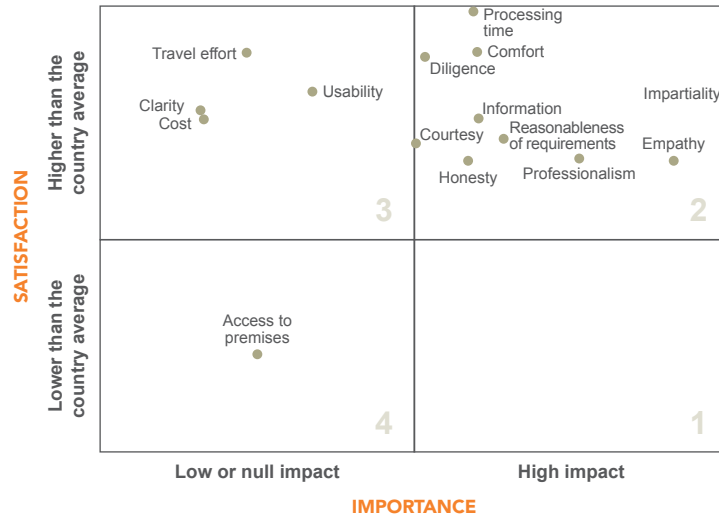 SATISFACTION
Higher than the
country average
Lower than the
country average
Processing
time
Travel effort
Comfort
Diligence
Usability
Impartiality
Clarity
Cost
Information
Courtesy
Reasonableness
of requirements
Empathy
Honesty
Professionalism
3
2
Access to
premises
4
1
Low or null impact
High impact
IMPORTANCE